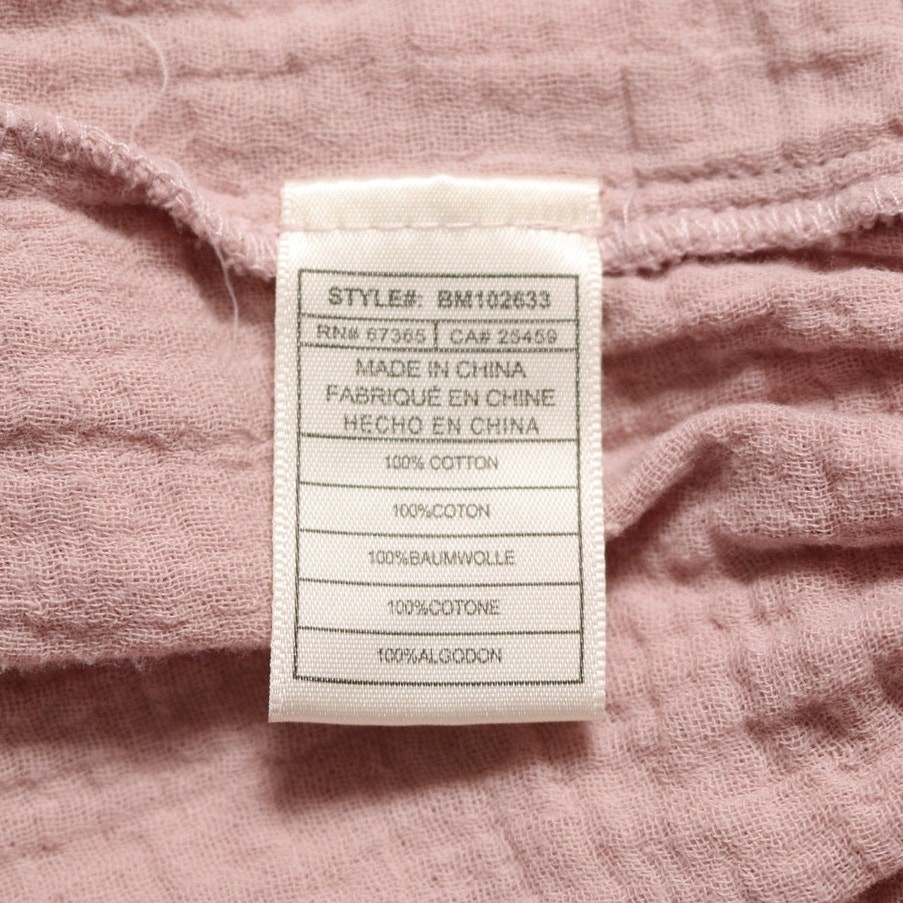 STYLE#: BM102633
RN# 67365 CA# 25459
MADE IN CHINA
FABRIQUÉ EN CHINE
HECHO EN CHINA
100% COTTON
100%COTON
100%BAUMWOLLE
100%COTONE
100%ALGODON